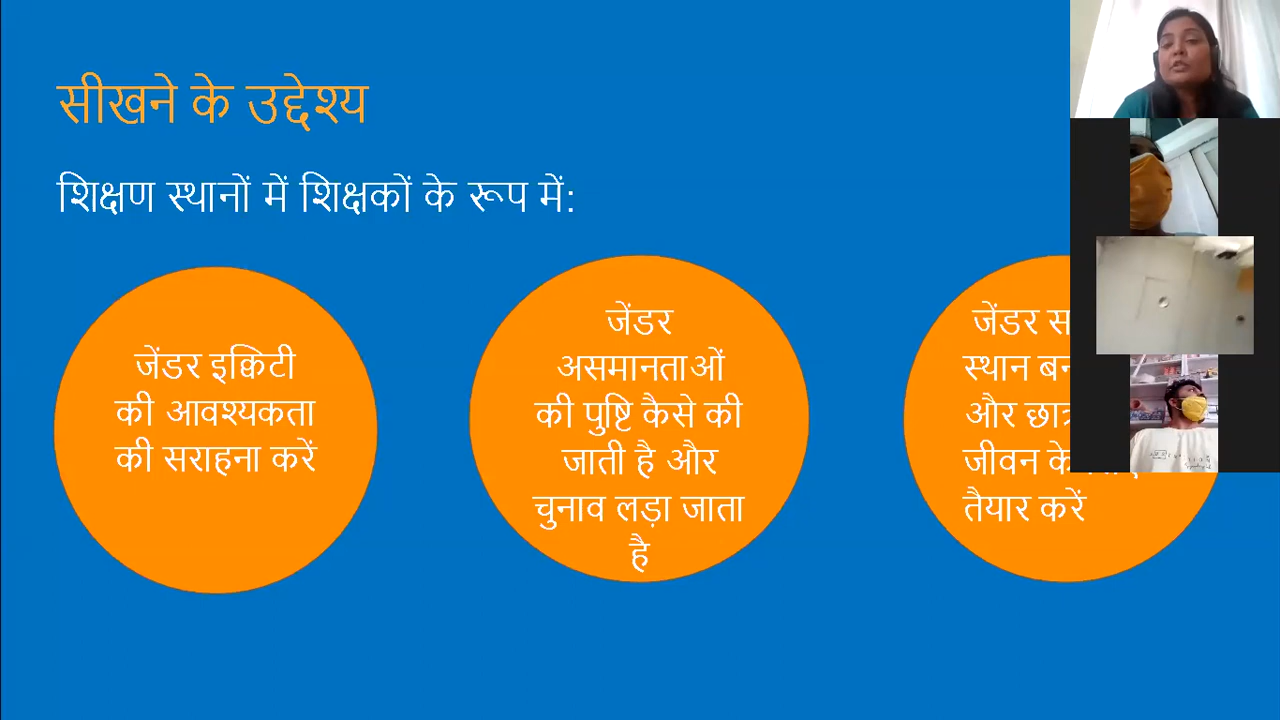 सीखने के उद्देश्य
शिक्षण स्थानों में शिक्षकों के रूप में:
जेंडर इक्विटी
की आवश्यकता
की सराहना करें
जेंडर
असमानताओं
की पुष्टि कैसे की
जाती है और
चुनाव लड़ा जाता
है
जेंडर
स्थान
और
जीवन के
तैयार करें